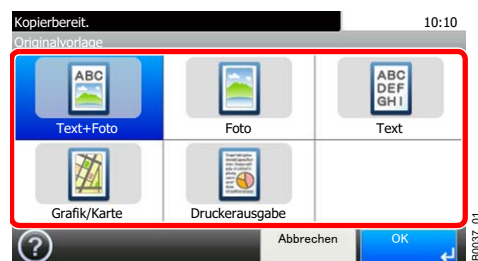 Kopierbereit. 10:10
Originalvorlage
ABC
ABC
DEF
GHI
Text+Foto Foto Text
Grafik/Karte Druckerausgabe
? Abbrechen OK
B0037_01